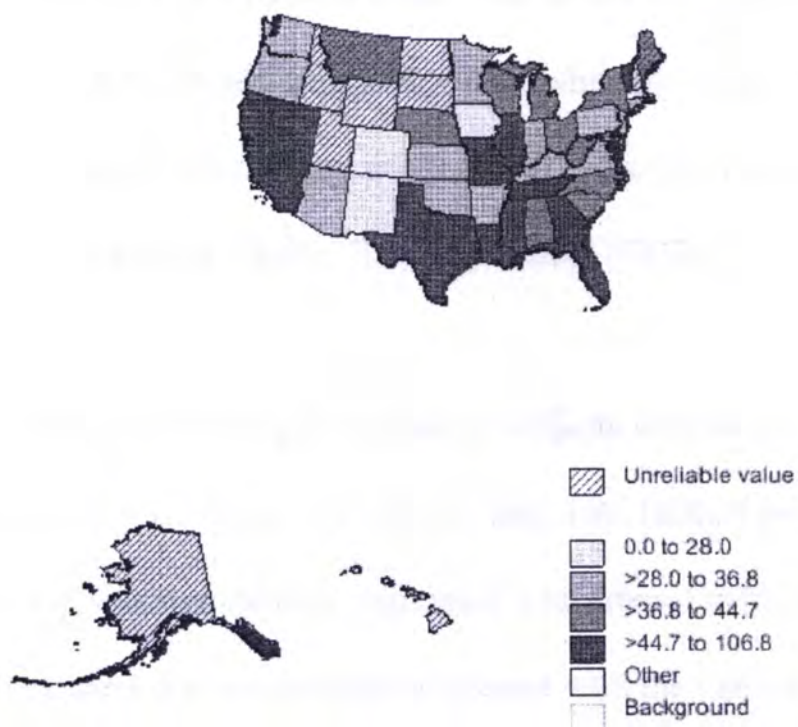 Unreliable value
0.0 to 28.0
>28.0 to 36.8
>36.8 to 44.7
>44.7 to 106.8
Other
Background